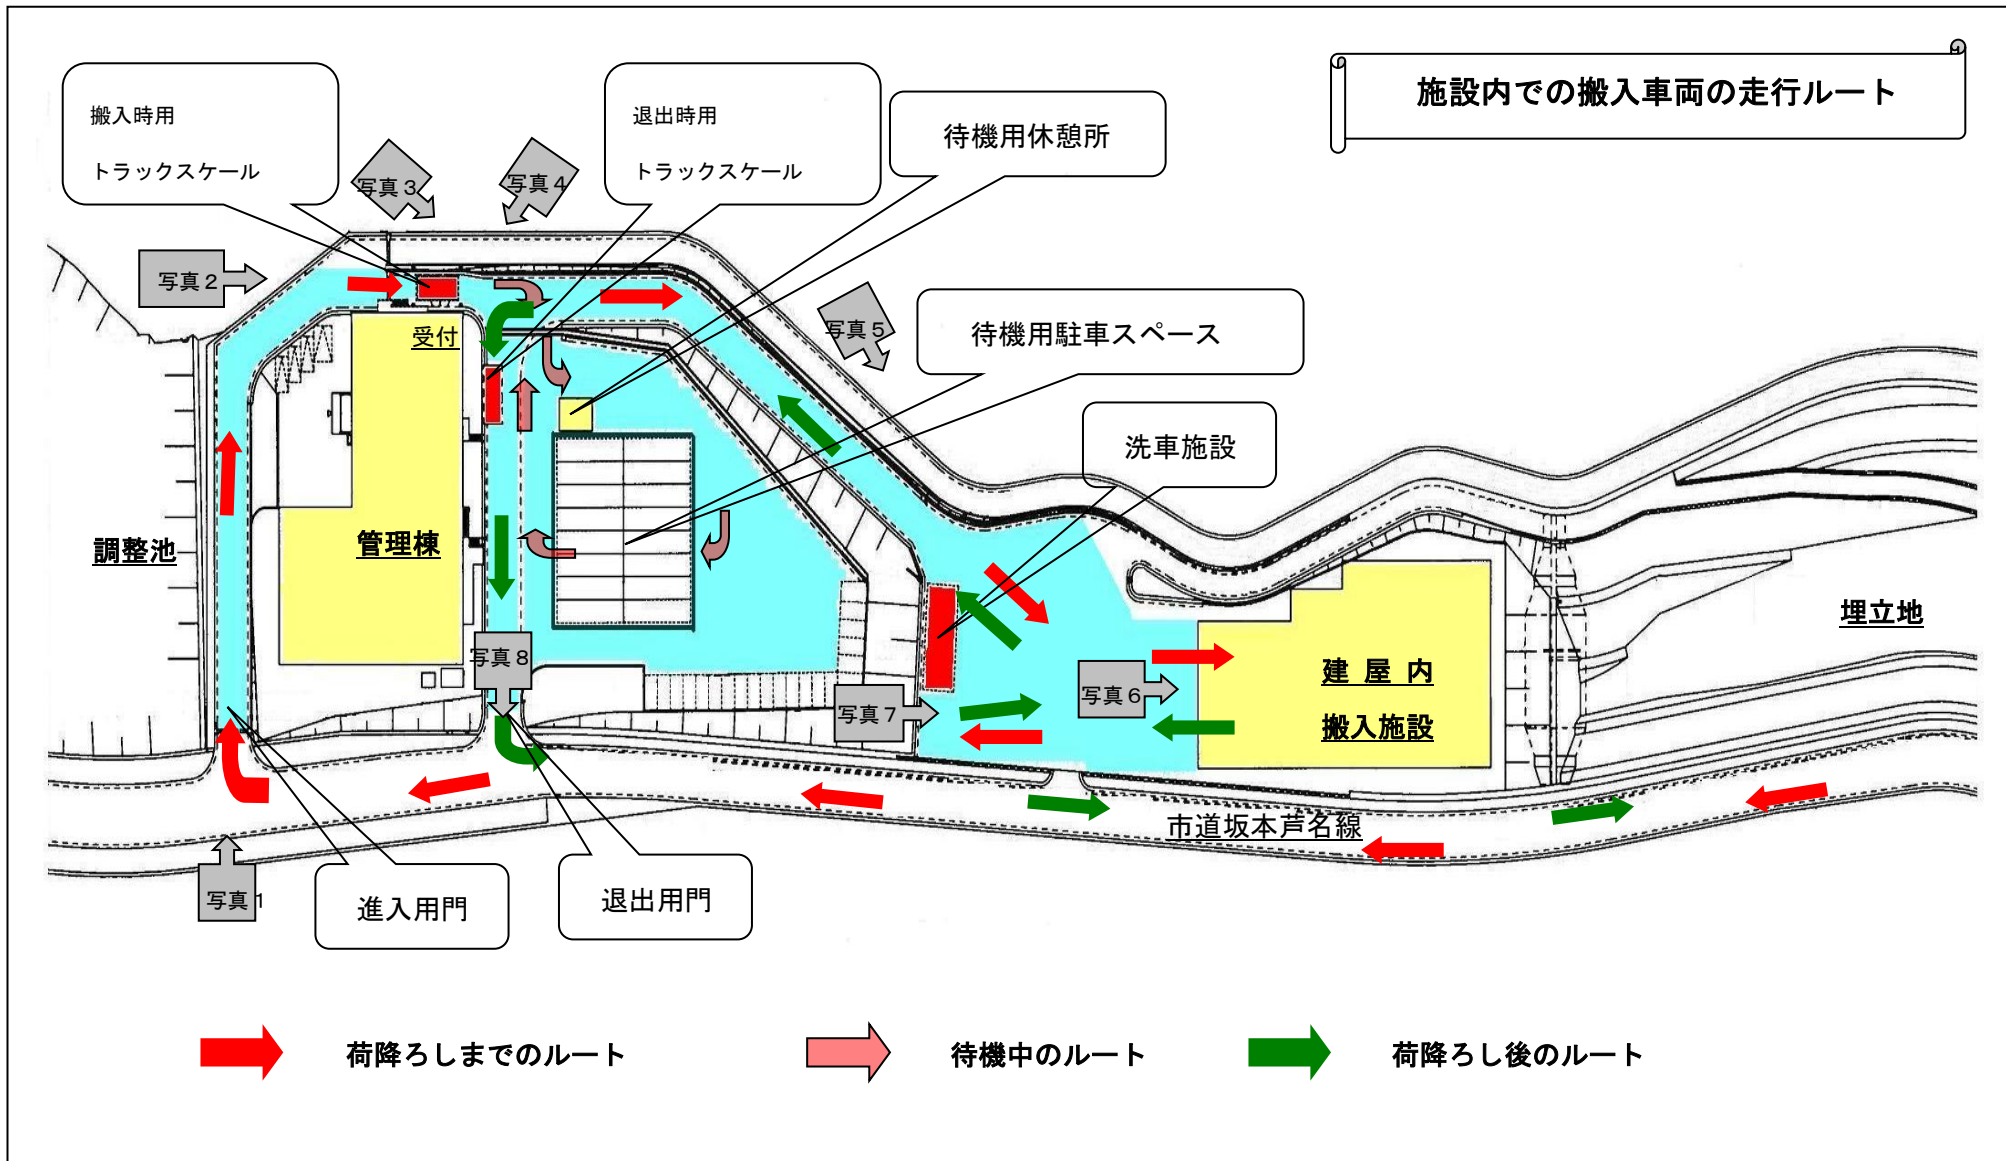 施設内での搬入車両の走行ルート
搬入時用
トラックスケール
退出時用
トラックスケール
待機用休憩所
写真3
写真4
写真2
写真5
受付
待機用駐車スペース
洗車施設
調整池
管理棟
埋立地
写真8
写真6
写真7
建 屋 内
搬入施設
市道坂本芦名線
写真1
進入用門
退出用門
荷降ろしまでのルート
待機中のルート
荷降ろし後のルート